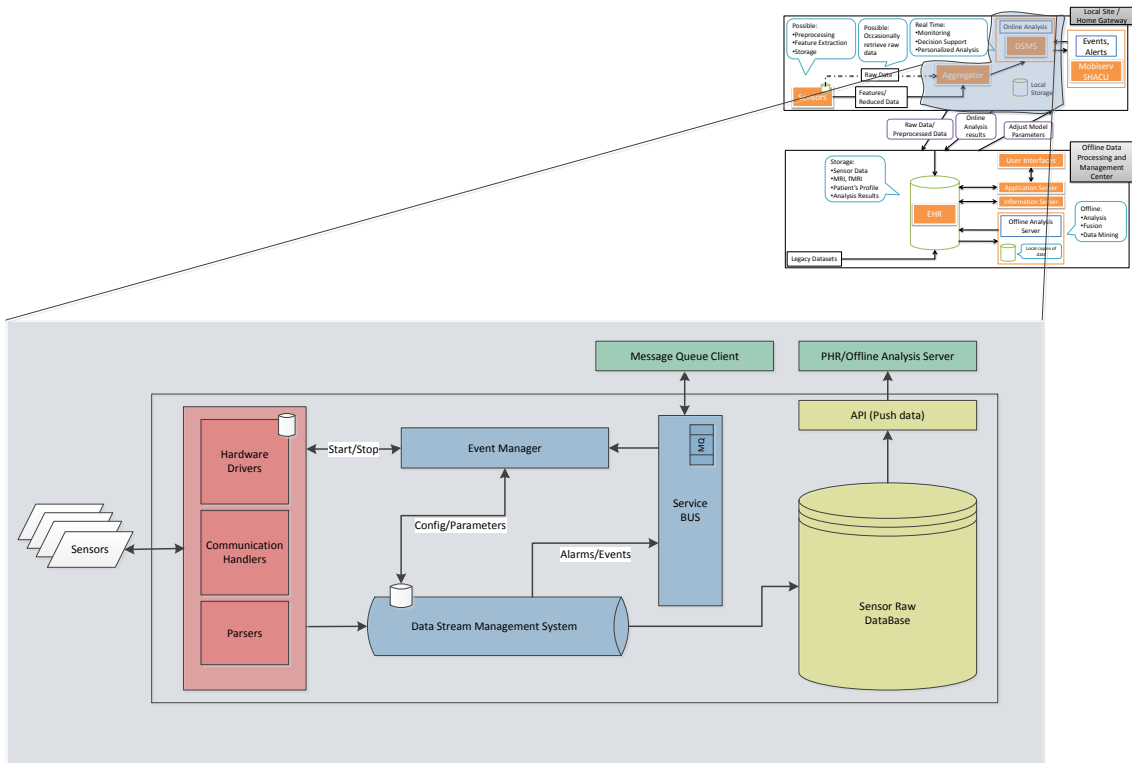 Local Site /
Home Gateway
Possible:
•Preprocessing
•Feature Extraction
•Storage
Possible:
Occasionally
retrieve raw
data
Real Time:
•Monitoring
•Decision Support
•Personalized Analysis
Online Analysis
DSMS
Events,
Alerts
Mobiserv
SHACU
Raw Data
Aggregator
Sensors
Features/
Reduced Data
Local
Storage
Raw Data/
Preprocessed Data
Online
Analysis
results
Adjust Model
Parameters
Offline Data
Processing and
Management
Center
Storage:
•Sensor Data
•MRI, fMRI
•Patient's Profile
•Analysis Results
User Interfaces
Application Server
Information Server
EHR
Offline Analysis
Server
Offline:
•Analysis
•Fusion
•Data Mining
Local copies of
data
Legacy Datasets
Message Queue Client
PHR/Offline Analysis Server
API (Push data)
Hardware
Drivers
Start/Stop
Event Manager
MQ
Service
BUS
Config/Parameters
Sensors
Communication
Handlers
Alarms/Events
Parsers
Data Stream Management System
Sensor Raw
DataBase